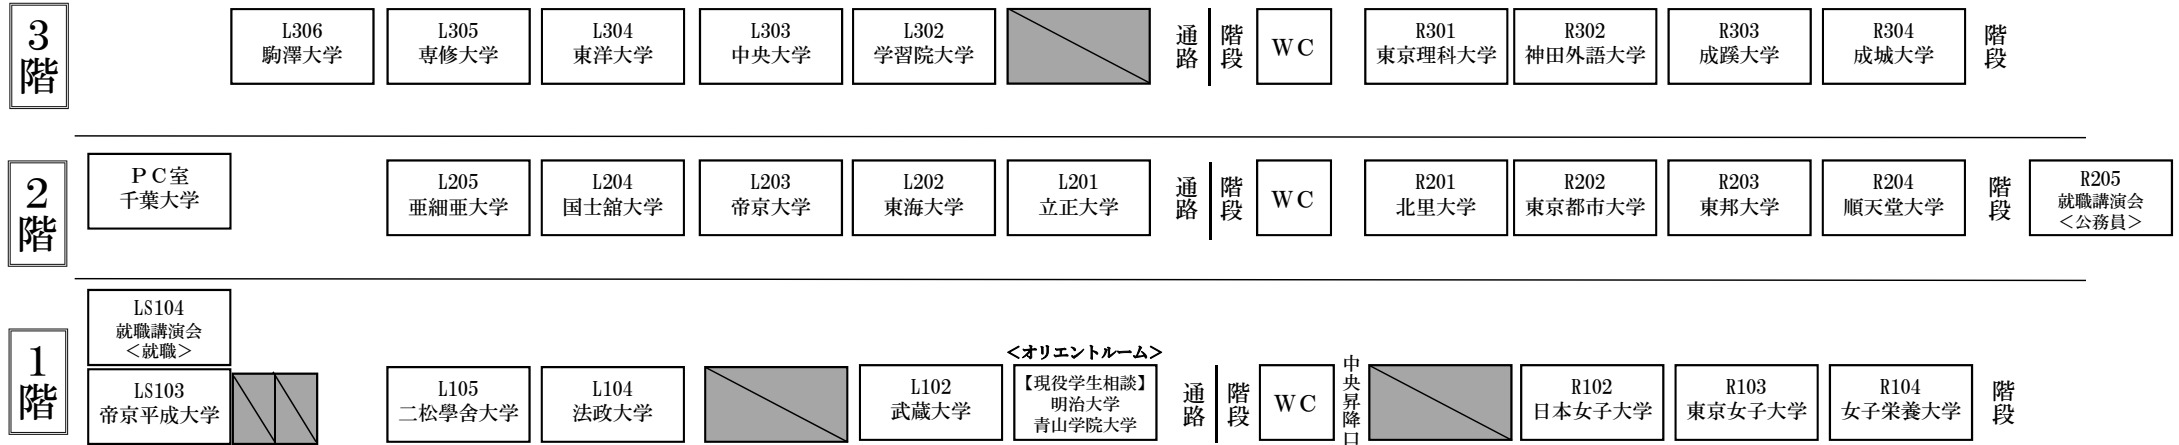 3階
L306
駒澤大学
L305
専修大学
L304
東洋大学
L303
中央大学
L302
学習院大学
通路
階段
WC
R301
東京理科大学
R302
神田外語大学
R303
成蹊大学
R304
成城大学
階段
2階
PC室
千葉大学
L205
亜細亜大学
L204
国士舘大学
L203
帝京大学
L202
東海大学
L201
立正大学
通路
階段
WC
R201
北里大学
R202
東京都市大学
R203
東邦大学
R204
順天堂大学
階段
R205
就職講演会
＜公務員＞
1階
LS104
就職講演会
＜就職＞
LS103
帝京平成大学
L105
二松學舍大学
L104
法政大学
L102
武蔵大学
＜オリエントルーム＞
【現役学生相談】
明治大学
青山学院大学
通路
階段
WC
中央昇降口
R102
日本女子大学
R103
東京女子大学
R104
女子栄養大学
階段